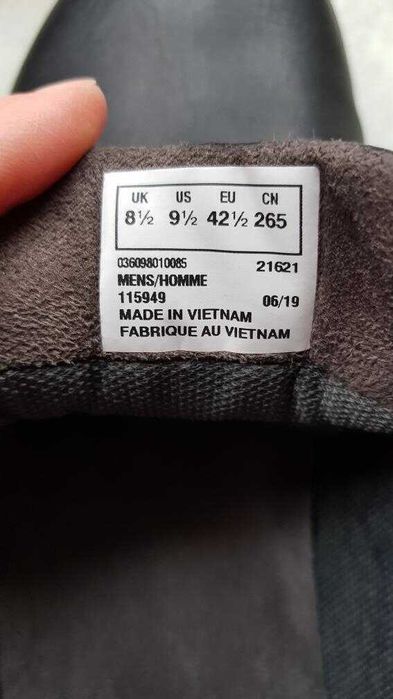 UK US EU CN
8½ 9½ 42½ 265
036098010085 21621
MENS/HOMME
115949 06/19
MADE IN VIETNAM
FABRIQUE AU VIETNAM